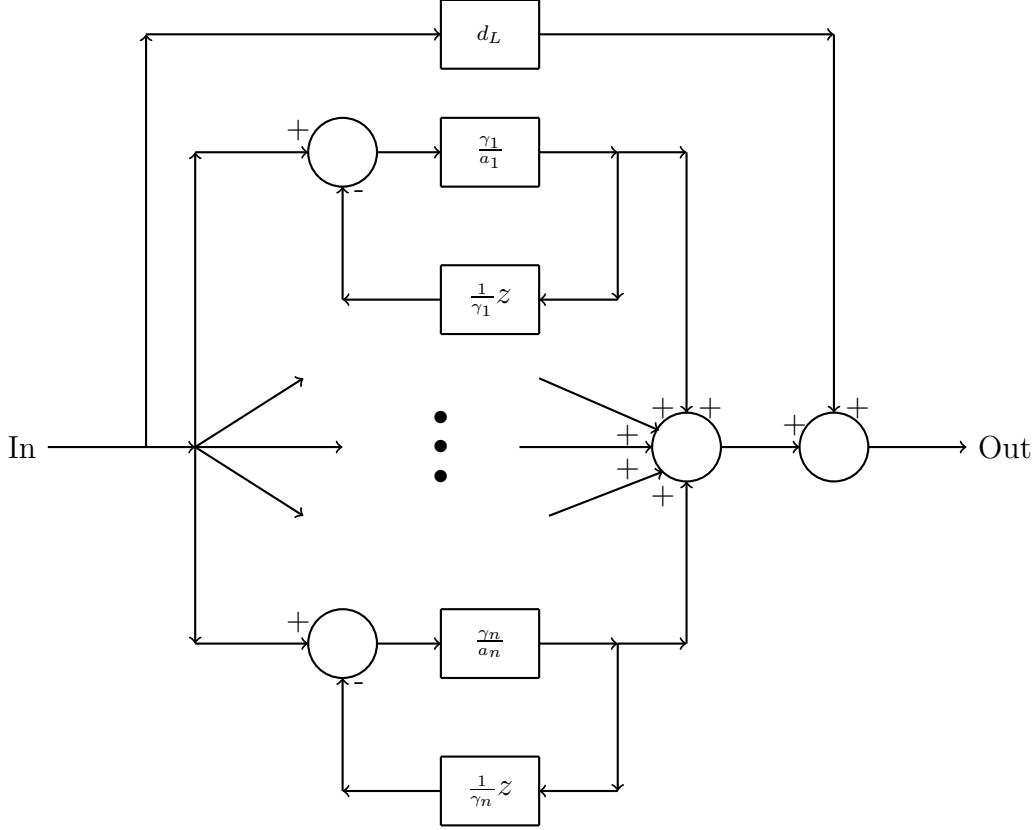 d_L
+
γ_1/a_1
-
1/γ_1 z
+ +
+ +
+
In
Out
+
+
+
γ_n/a_n
-
1/γ_n z